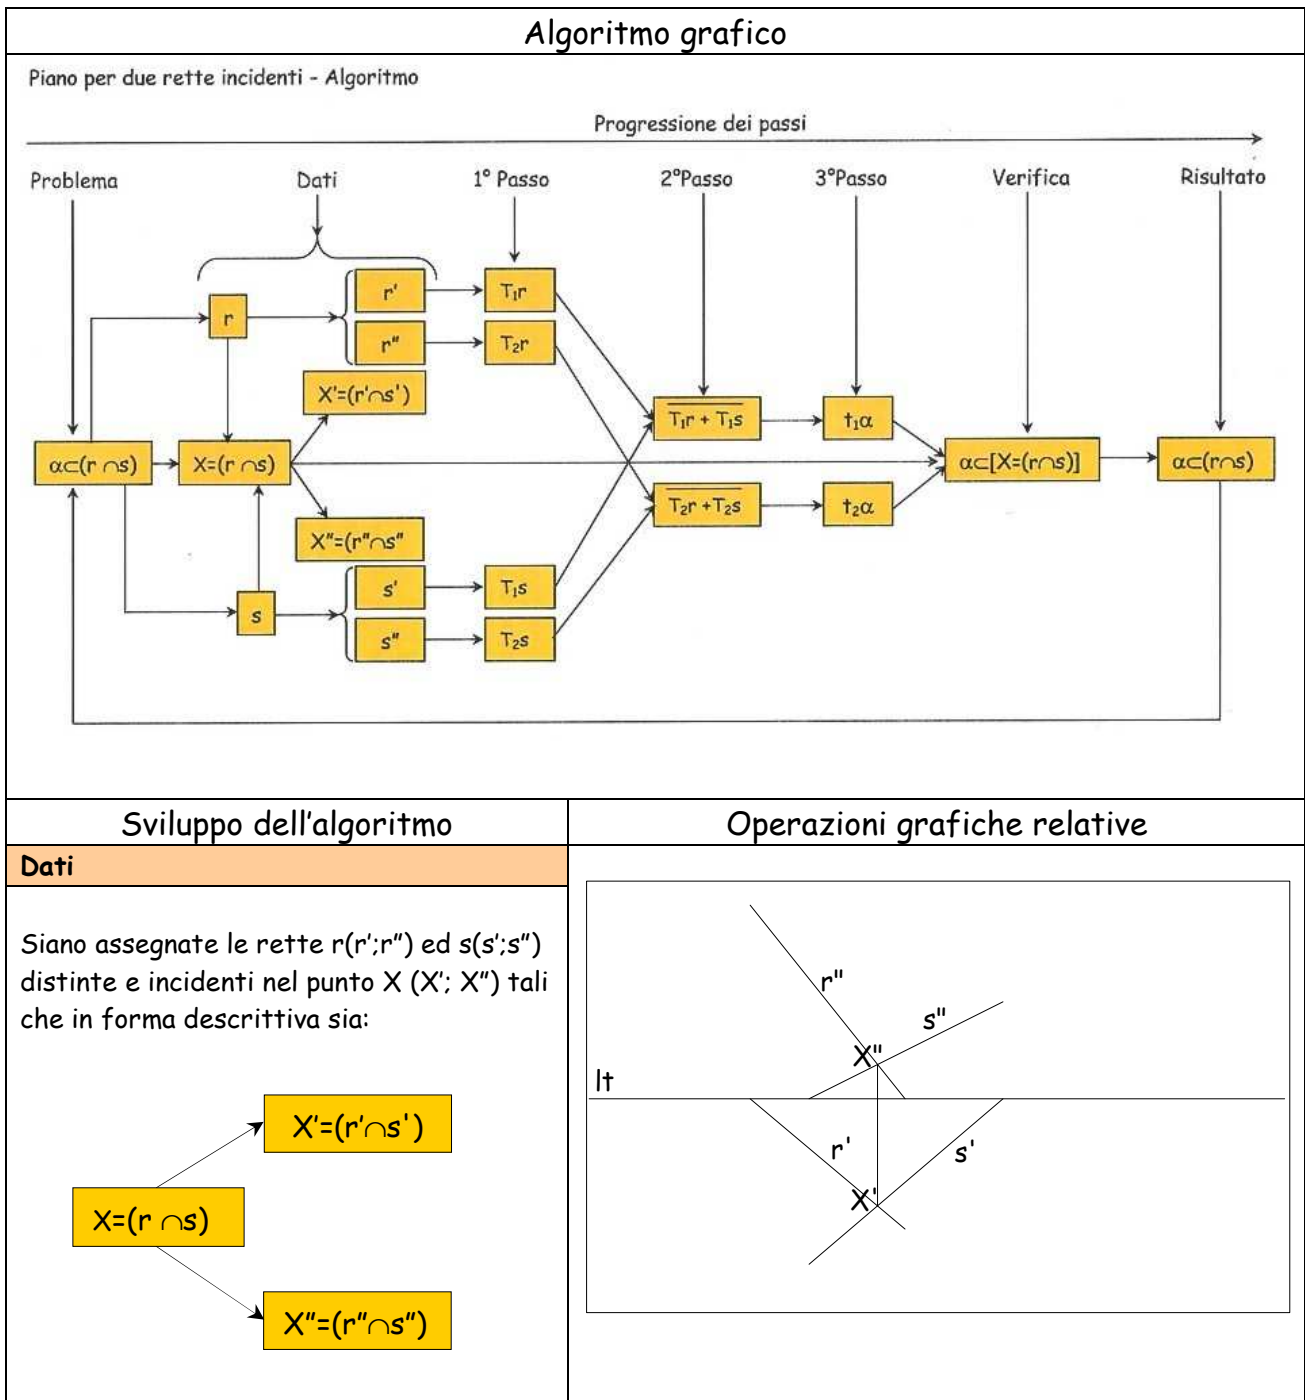 Algoritmo grafico
Piano per due rette incidenti - Algoritmo
Progressione dei passi
Problema Dati 1° Passo 2°Passo 3°Passo Verifica Risultato
r' T₁r
r
r" T₂r
X'=(r'∩s')
T₁r + T₁s t₁α
α⊂(r ∩s) X=(r ∩s) α⊂[X=(r∩s)] α⊂(r∩s)
T₂r +T₂s t₂α
X"=(r"∩s"
s' T₁s
s
s" T₂s
Sviluppo dell'algoritmo
Dati
Siano assegnate le rette r(r';r") ed s(s';s")
distinte e incidenti nel punto X (X'; X") tali
che in forma descrittiva sia:
X'=(r'∩s')
X=(r ∩s)
X"=(r"∩s")
Operazioni grafiche relative
r"
s"
X"
lt
r'
s'
X'